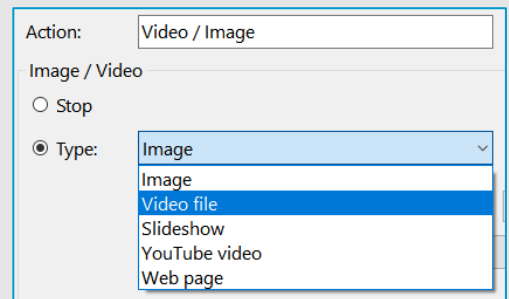 Action: Video / Image
Image / Video
Stop
Type: Image
Image
Video file
Slideshow
YouTube video
Web page